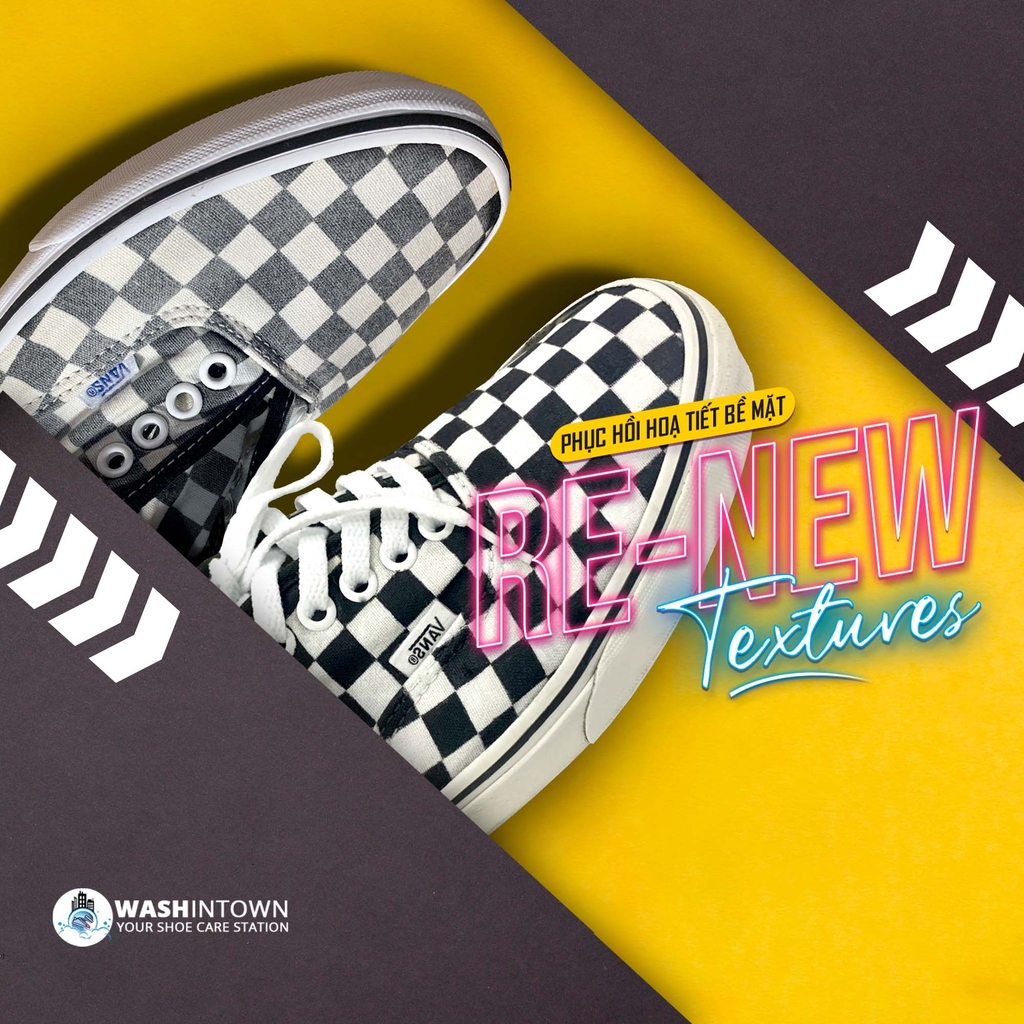 VANS®
PHỤC HỒI HOẠ TIẾT BỀ MẶT
RE-NEW
Textures
VANS®
WASHINTOWN
YOUR SHOE CARE STATION